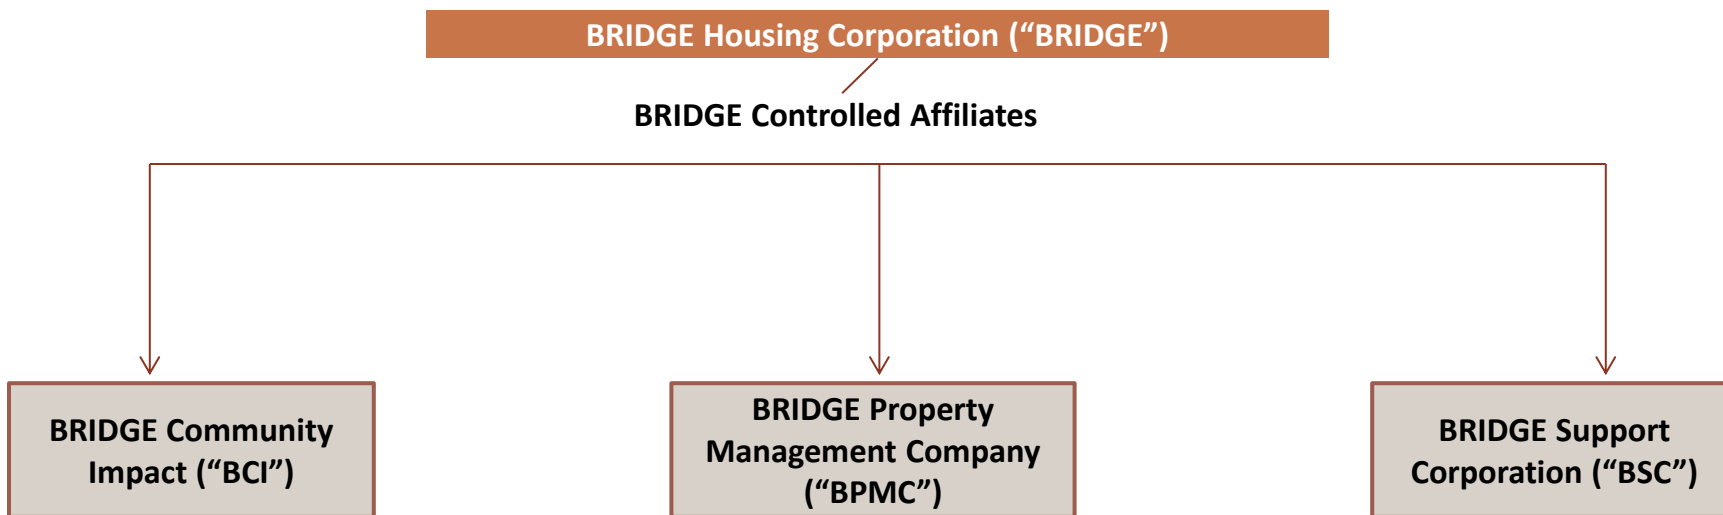 BRIDGE Housing Corporation (“BRIDGE”)
BRIDGE Controlled Affiliates
BRIDGE Community
Impact (“BCI”)
BRIDGE Property
Management Company
(“BPMC”)
BRIDGE Support
Corporation (“BSC”)